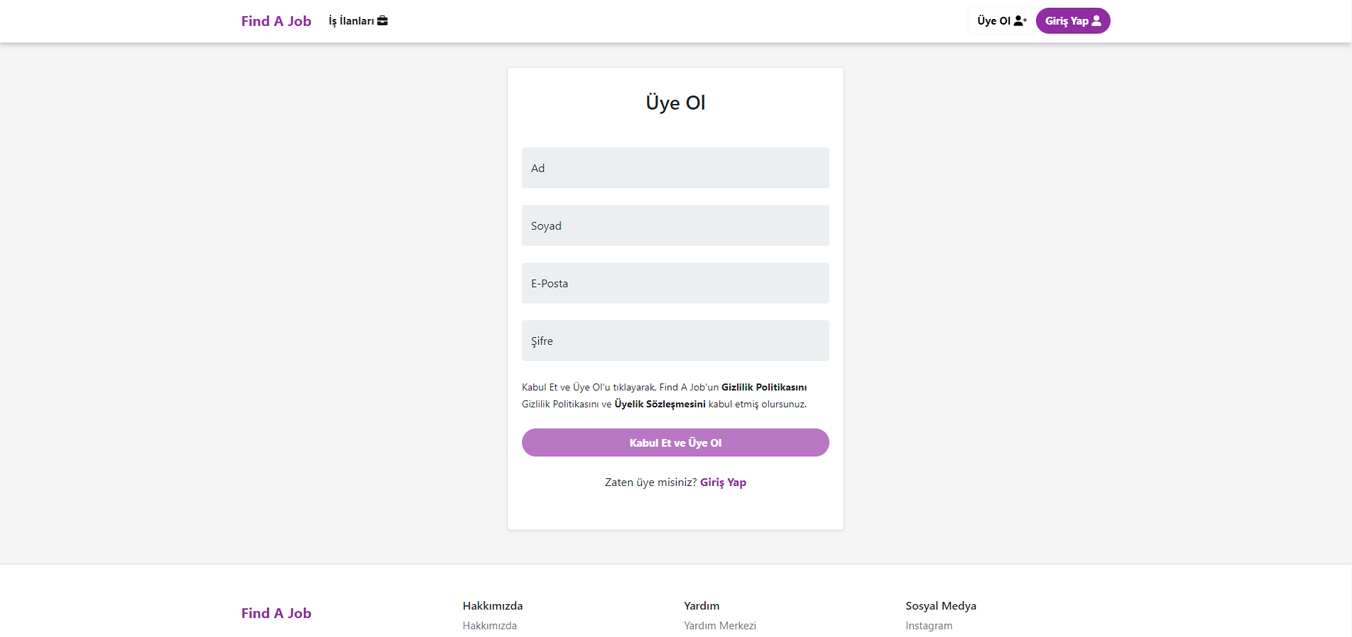 Find A Job İş İlanları Üye Ol Giriş Yap
Üye Ol
Ad
Soyad
E-Posta
Şifre
Kabul Et ve Üye Ol'u tıklayarak, Find A Job'un Gizlilik Politikasını
Gizlilik Politikasını ve Üyelik Sözleşmesini kabul etmiş olursunuz.
Kabul Et ve Üye Ol
Zaten üye misiniz? Giriş Yap
Find A Job
Hakkımızda
Hakkımızda
Yardım
Yardım Merkezi
Sosyal Medya
Instagram